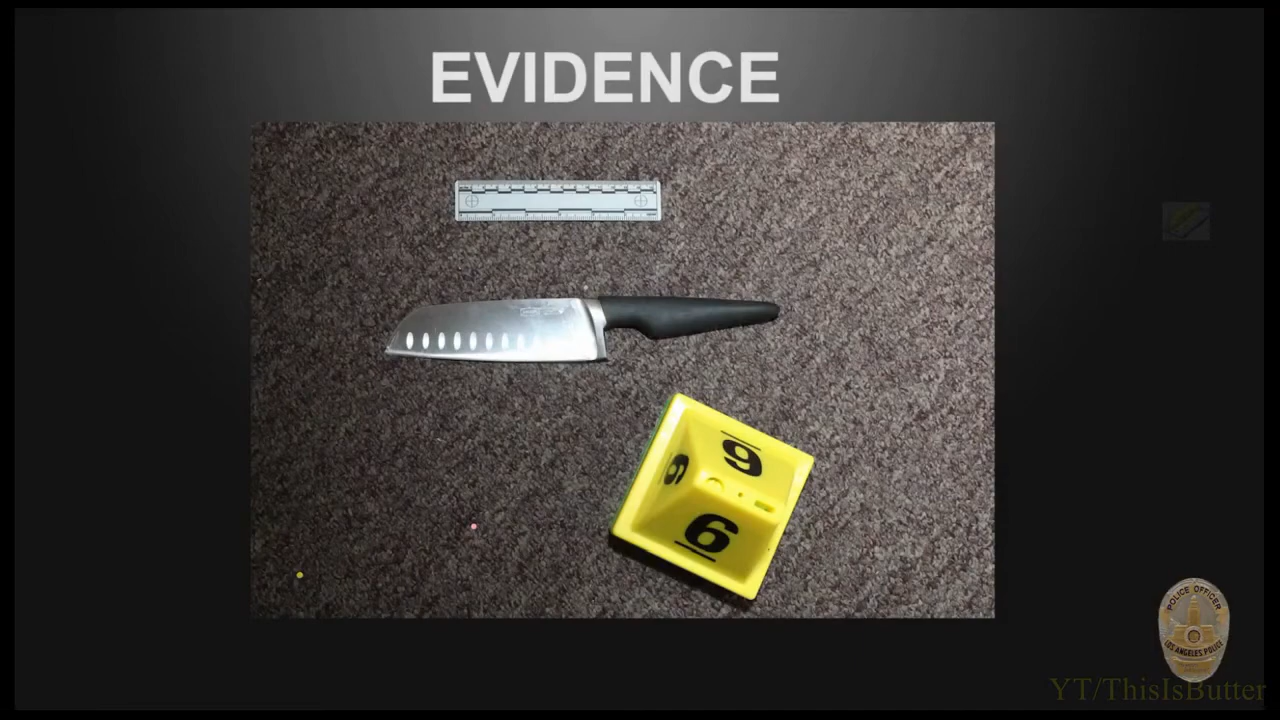 EVIDENCE
6
6
6
POLICE OFFICER
LOS ANGELES POLICE
YT/ThisIsButter